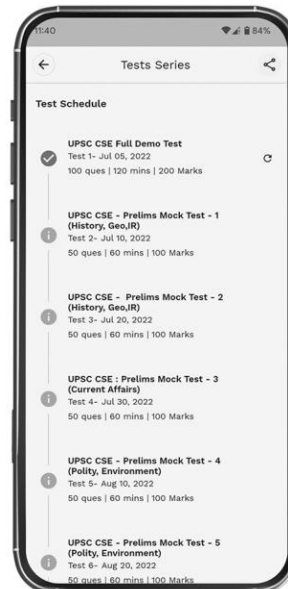 11:40
84%
Tests Series
Test Schedule
UPSC CSE Full Demo Test
Test 1- Jul 05, 2022
100 ques | 120 mins | 200 Marks
UPSC CSE - Prelims Mock Test - 1
(History, Geo,IR)
Test 2- Jul 10, 2022
50 ques | 60 mins | 100 Marks
UPSC CSE - Prelims Mock Test - 2
(History, Geo,IR)
Test 3- Jul 20, 2022
50 ques | 60 mins | 100 Marks
UPSC CSE : Prelims Mock Test - 3
(Current Affairs)
Test 4- Jul 30, 2022
50 ques | 60 mins | 100 Marks
UPSC CSE - Prelims Mock Test - 4
(Polity, Environment)
Test 5- Aug 10, 2022
50 ques | 60 mins | 100 Marks
UPSC CSE - Prelims Mock Test - 5
(Polity, Environment)
Test 6- Aug 20, 2022
50 ques | 60 mins | 100 Marks